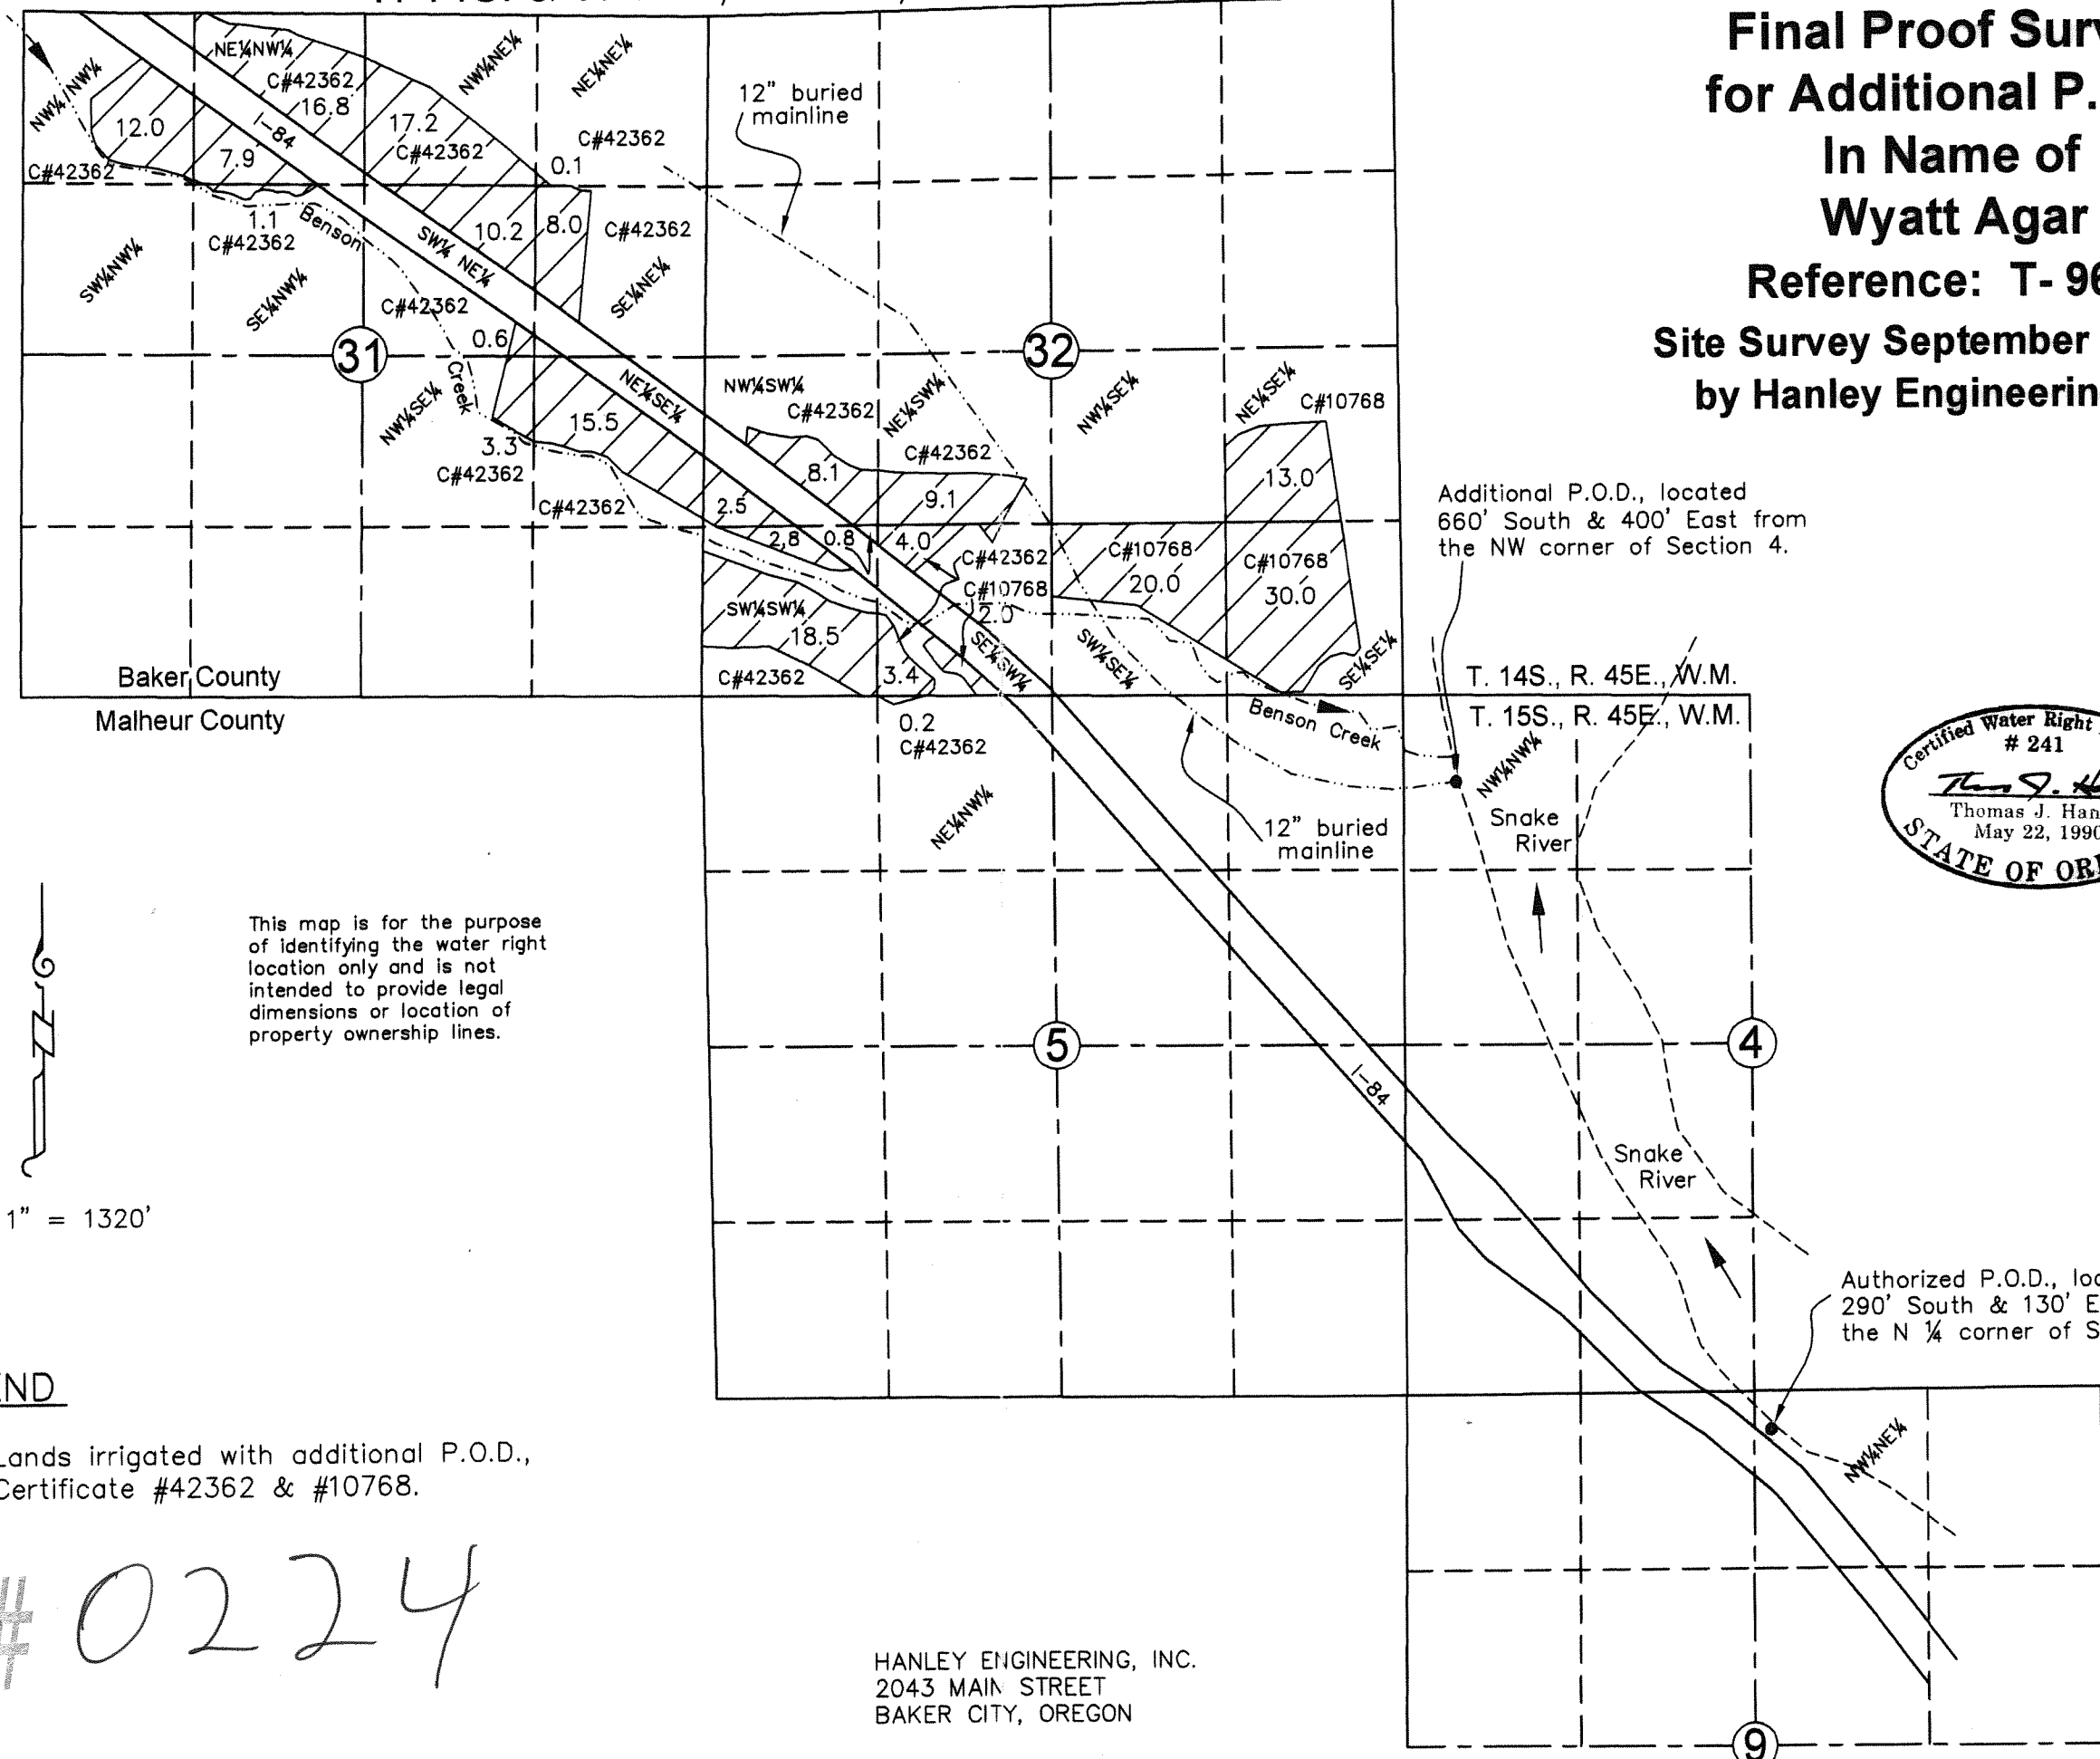 Final Proof Surv
for Additional P.
In Name of
Wyatt Agar
Reference: T- 96
Site Survey September
by Hanley Engineerin
NW¼NW¼
NE¼NW¼
C#42362
16.8
12.0
7.9
I-84
C#42362
NW¼NE¼
NE¼NE¼
17.2
C#42362
0.1
C#42362
12" buried
mainline
1.1
C#42362
Benson
SW¼NW¼
SE¼NW¼
10.2
8.0
C#42362
SW¼ NE¼
SE¼NE¼
C#42362
0.6
31
32
Creek
NW¼SE¼
NE¼SE¼
15.5
3.3
C#42362
C#42362
NW¼SW¼
C#42362
NE¼SW¼
C#42362
NW¼SE¼
NE¼SE¼
C#10768
8.1
9.1
13.0
2.5
2.8
0.8
4.0
C#42362
C#10768
2.0
C#10768
20.0
C#10768
30.0
SW¼SW¼
18.5
3.4
SE¼SW¼
SW¼SE¼
SE¼SE¼
C#42362
0.2
C#42362
Additional P.O.D., located
660' South & 400' East from
the NW corner of Section 4.
Baker County
Malheur County
T. 14S., R. 45E., W.M.
T. 15S., R. 45E., W.M.
Benson Creek
NW¼NW¼
NE¼NW¼
12" buried
mainline
Snake
River
Certified Water Right
# 241
Thomas J. Han
May 22, 1990
STATE OF OR
This map is for the purpose
of identifying the water right
location only and is not
intended to provide legal
dimensions or location of
property ownership lines.
N
5
4
I-84
Snake
River
1" = 1320'
Authorized P.O.D., loc
290' South & 130' E
the N ¼ corner of S
END
Lands irrigated with additional P.O.D.,
Certificate #42362 & #10768.
NW¼NE¼
# 0224
HANLEY ENGINEERING, INC.
2043 MAIN STREET
BAKER CITY, OREGON
9